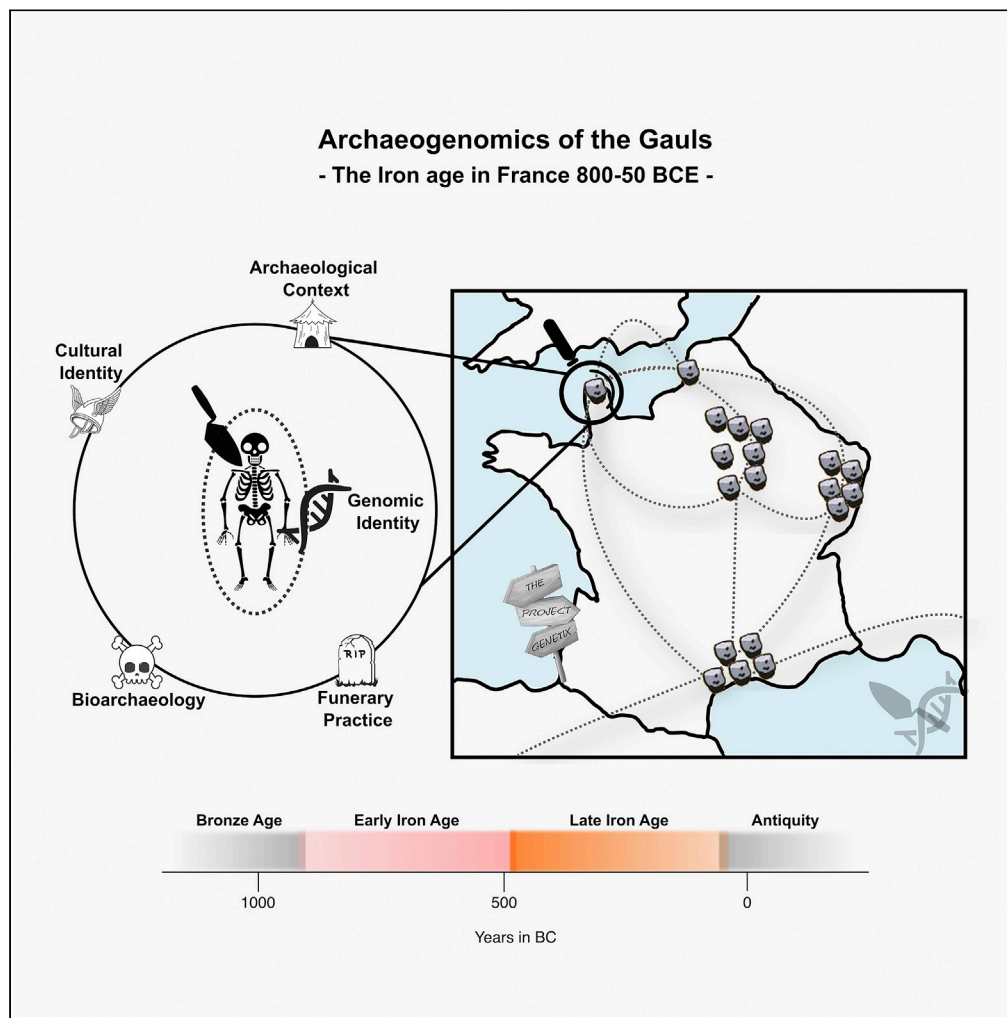 Archaeogenomics of the Gauls
- The Iron age in France 800-50 BCE -
Archaeological
Context
Cultural
Identity
Genomic
Identity
Bioarchaeology
RIP
Funerary
Practice
THE
PROJECT
GENETIX
Bronze Age
Early Iron Age
Late Iron Age
Antiquity
1000
500
0
Years in BC